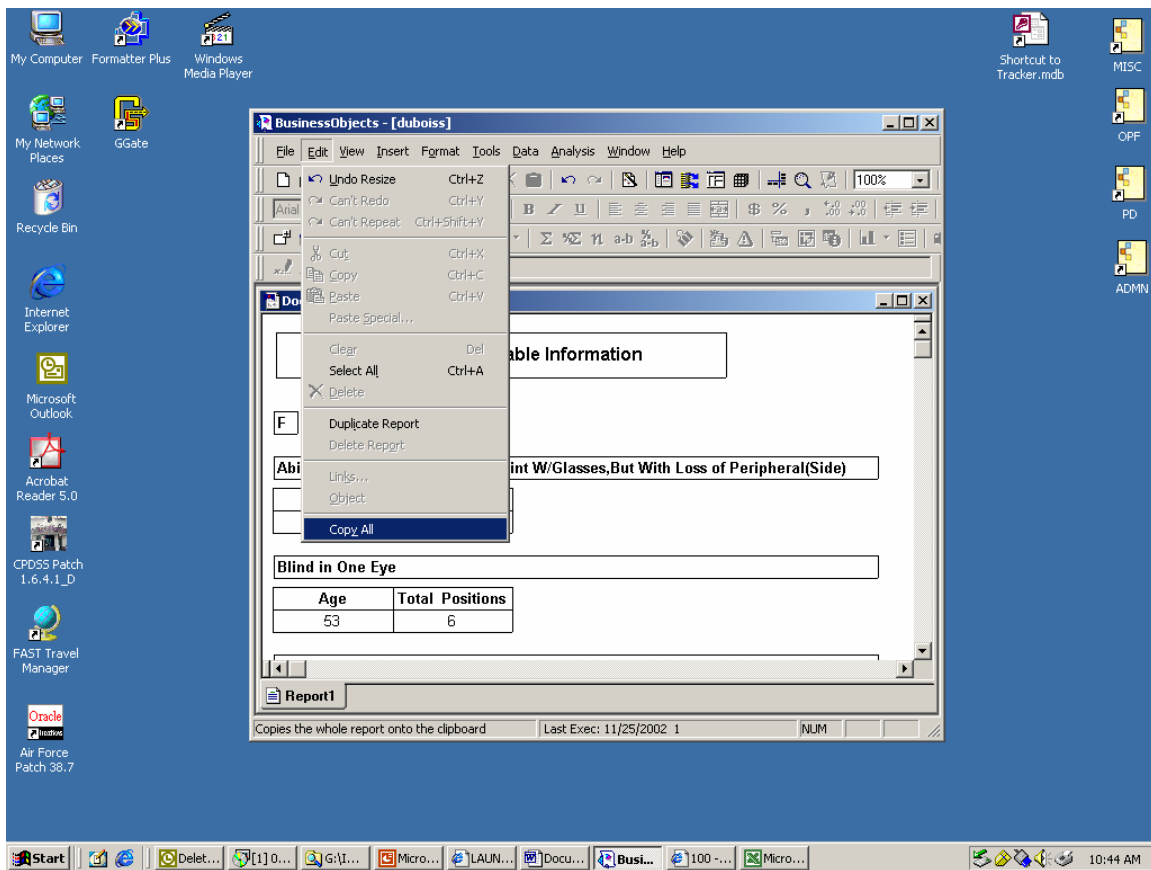 My Computer
Formatter Plus
Windows
Media Player
Shortcut to
Tracker.mdb
MISC
My Network
Places
GGate
OPF
Recycle Bin
PD
Internet
Explorer
ADMN
Microsoft
Outlook
Acrobat
Reader 5.0
CPDSS Patch
1.6.4.1_D
FAST Travel
Manager
Oracle
Air Force
Patch 38.7
BusinessObjects - [duboiss]
File Edit View Insert Format Tools Data Analysis Window Help
100%
Arial
B I U $ % ,
Σ a-b
Undo Resize Ctrl+Z
Can't Redo Ctrl+Y
Can't Repeat Ctrl+Shift+Y
Cut Ctrl+X
Copy Ctrl+C
Paste Ctrl+V
Paste Special...
Clear Del
Select All Ctrl+A
Delete
Duplicate Report
Delete Report
Links...
Object
Copy All
Do
able Information
F
Abi int W/Glasses,But With Loss of Peripheral(Side)
Blind in One Eye
Age Total Positions
53 6
Report1
Copies the whole report onto the clipboard Last Exec: 11/25/2002 1 NUM
Start Delet... [1] 0... G:\I... Micro... LAUN... Docu... Busi... 100 -... Micro... 10:44 AM